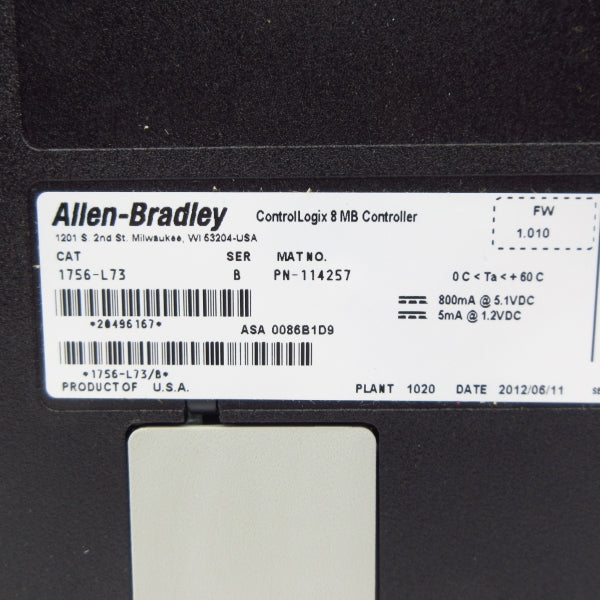 Allen-Bradley ControlLogix 8 MB Controller
FW
1.010
1201 S. 2nd St. Milwaukee, WI 53204-USA
CAT SER MAT NO.
1756-L73 B PN-114257
0 C < Ta < + 60 C
800mA @ 5.1VDC
5mA @ 1.2VDC
*20496167* ASA 0086B1D9
*1756-L73/B*
PRODUCT OF U.S.A. PLANT 1020 DATE 2012/06/11